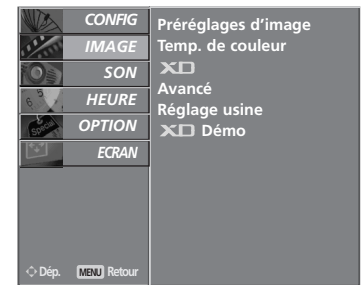 CONFIG
IMAGE
SON
HEURE
OPTION
ECRAN
Préréglages d’image
Temp. de couleur
XD
Avancé
Réglage usine
XD Démo
Dép. MENU Retour